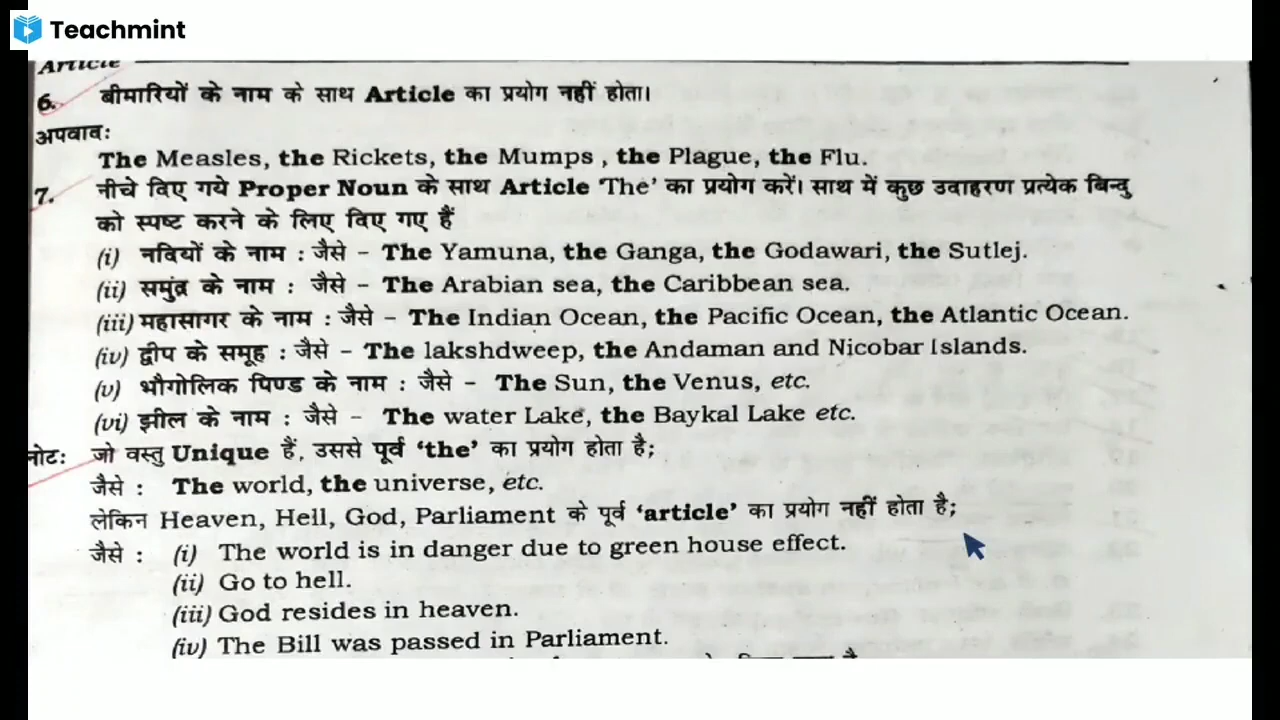 Teachmint
Article
6. बीमारियों के नाम के साथ Article का प्रयोग नहीं होता।
अपवादः
The Measles, the Rickets, the Mumps , the Plague, the Flu.
7. नीचे दिए गये Proper Noun के साथ Article 'The' का प्रयोग करें। साथ में कुछ उदाहरण प्रत्येक बिन्दु
को स्पष्ट करने के लिए दिए गए हैं
(i) नदियों के नाम : जैसे - The Yamuna, the Ganga, the Godawari, the Sutlej.
(ii) समुंद्र के नाम : जैसे - The Arabian sea, the Caribbean sea.
(iii) महासागर के नाम : जैसे - The Indian Ocean, the Pacific Ocean, the Atlantic Ocean.
(iv) द्वीप के समूह : जैसे - The lakshdweep, the Andaman and Nicobar Islands.
(v) भौगोलिक पिण्ड के नाम : जैसे - The Sun, the Venus, etc.
(vi) झील के नाम : जैसे - The water Lake, the Baykal Lake etc.
नोटः जो वस्तु Unique हैं, उससे पूर्व 'the' का प्रयोग होता है;
जैसे : The world, the universe, etc.
लेकिन Heaven, Hell, God, Parliament के पूर्व 'article' का प्रयोग नहीं होता है;
जैसे : (i) The world is in danger due to green house effect.
(ii) Go to hell.
(iii) God resides in heaven.
(iv) The Bill was passed in Parliament.